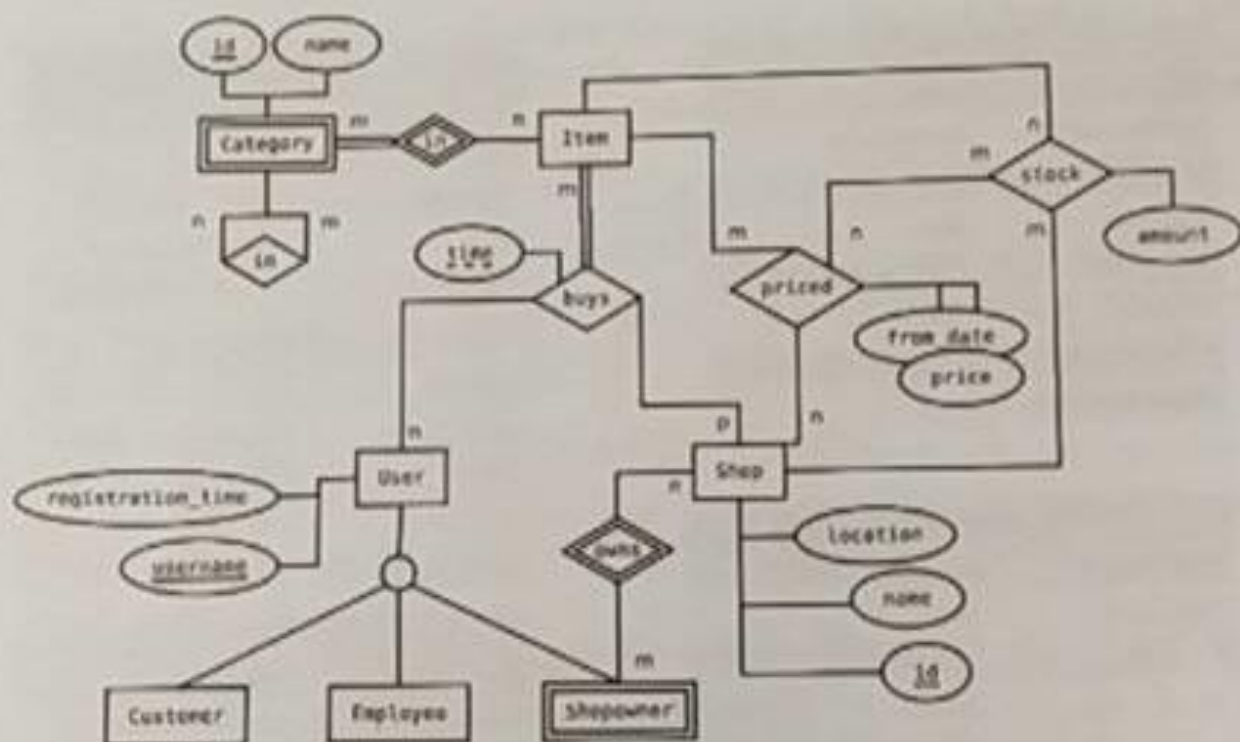 id
name
Category
m
in
n
Item
n
m
in
time
m
buys
m
priced
n
n
m
stock
m
amount
from_date
price
n
User
p
Shop
n
n
registration_time
username
owns
m
location
name
id
Customer
Employee
Shopowner